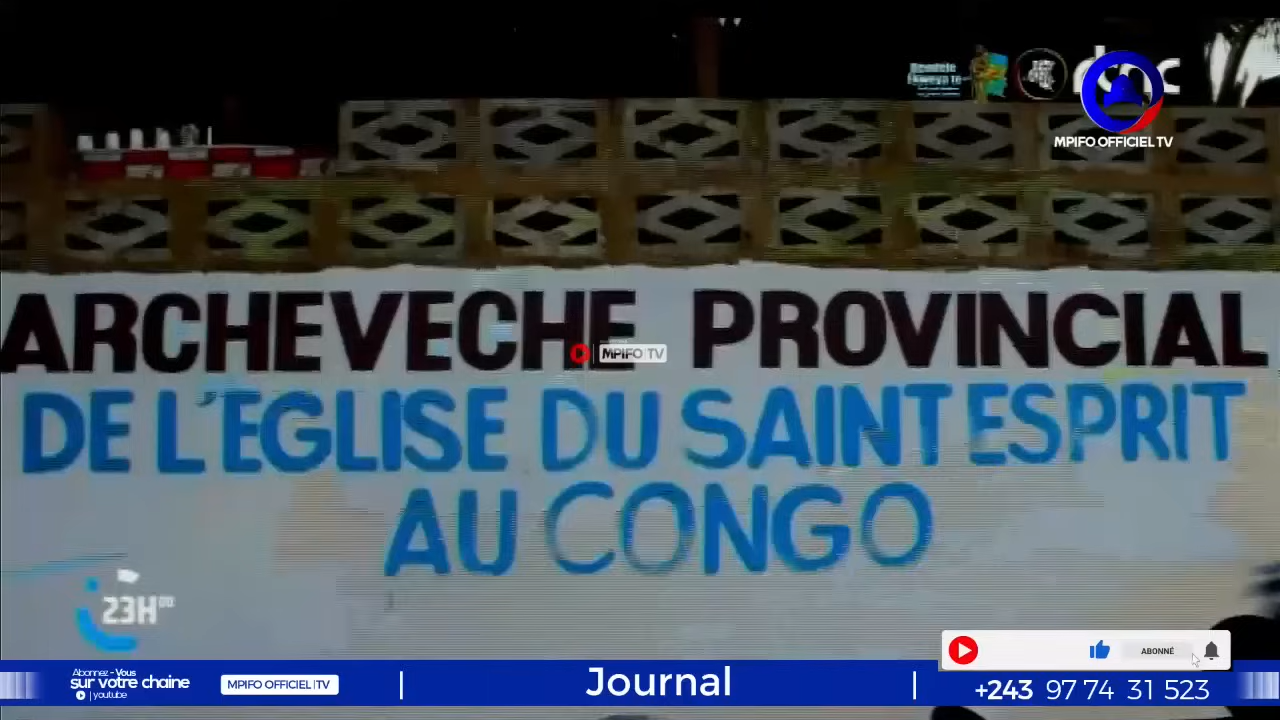 MPIFO OFFICIEL TV
ARCHEVECHE PROVINCIAL
MPIFO TV
DE L'EGLISE DU SAINT ESPRIT
AU CONGO
23H00
ABONNÉ
Abonnez-Vous
sur votre chaine
youtube
MPIFO OFFICIEL TV
Journal
+243 97 74 31 523